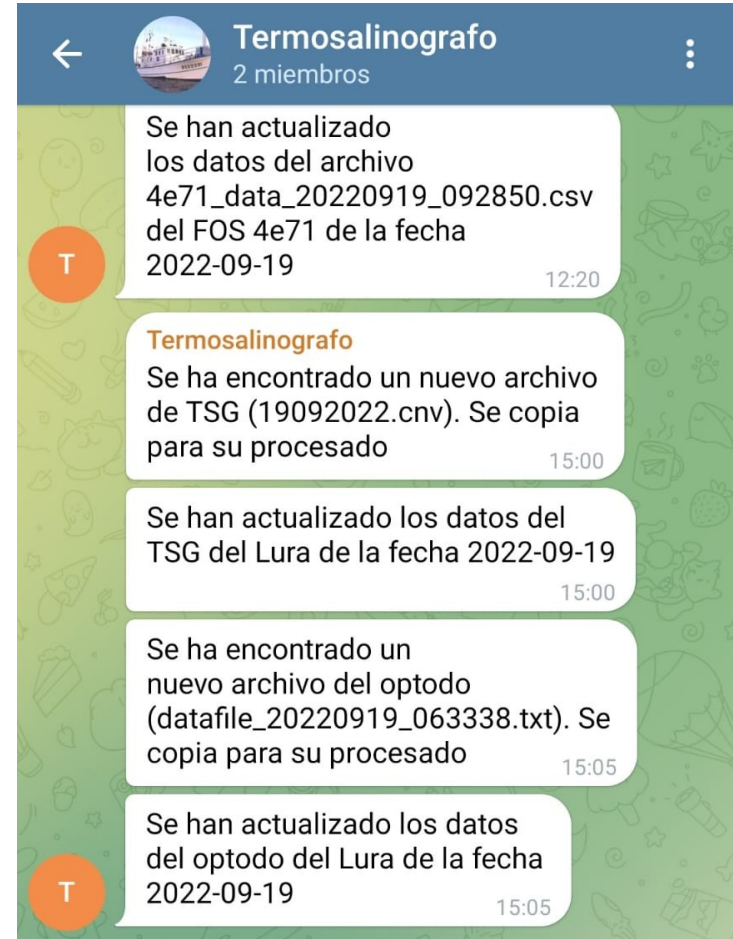 Termosalinografo
2 miembros
Se han actualizado
los datos del archivo
4e71_data_20220919_092850.csv
del FOS 4e71 de la fecha
2022-09-19
12:20
T
Termosalinografo
Se ha encontrado un nuevo archivo
de TSG (19092022.cnv). Se copia
para su procesado
15:00
Se han actualizado los datos del
TSG del Lura de la fecha 2022-09-19
15:00
Se ha encontrado un
nuevo archivo del optodo
(datafile_20220919_063338.txt). Se
copia para su procesado
15:05
Se han actualizado los datos
del optodo del Lura de la fecha
2022-09-19
15:05
T